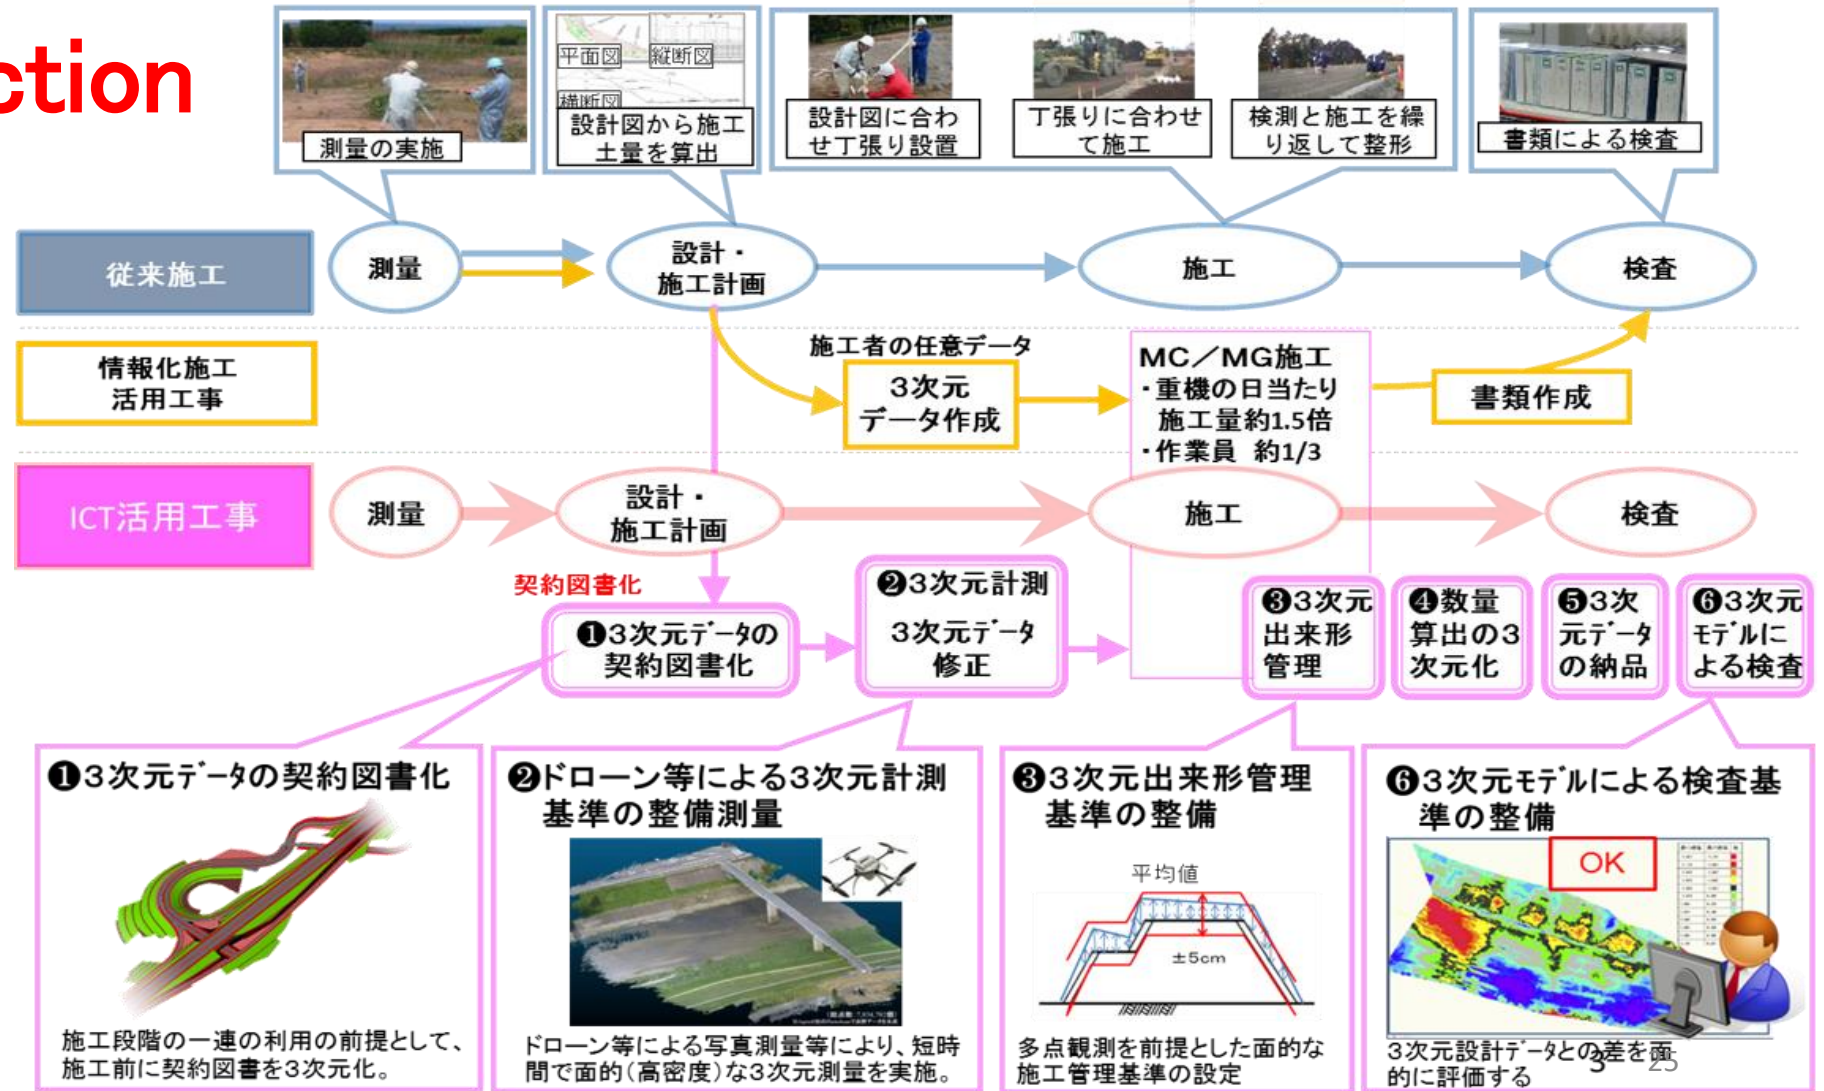 ction
平面図
縦断図
横断図
測量の実施
設計図から施工
土量を算出
設計図に合わ
せ丁張り設置
丁張りに合わせ
て施工
検測と施工を繰
り返して整形
書類による検査
従来施工
測量
設計・
施工計画
施工
検査
情報化施工
活用工事
施工者の任意データ
3次元
データ作成
MC/MG施工
・重機の日当たり
施工量約1.5倍
・作業員 約1/3
書類作成
ICT活用工事
測量
設計・
施工計画
施工
検査
契約図書化
❶3次元データの
契約図書化
❷3次元計測
3次元データ
修正
❸3次元
出来形
管理
❹数量
算出の3
次元化
❺3次
元データ
の納品
❻3次元
モデルに
よる検査
❶3次元データの契約図書化
施工段階の一連の利用の前提として、
施工前に契約図書を3次元化。
❷ドローン等による3次元計測
基準の整備測量
ドローン等による写真測量等により、短時
間で面的(高密度)な3次元測量を実施。
❸3次元出来形管理
基準の整備
平均値
±5cm
多点観測を前提とした面的な
施工管理基準の設定
❻3次元モデルによる検査基
準の整備
OK
3次元設計データとの差を面
的に評価する
3
25